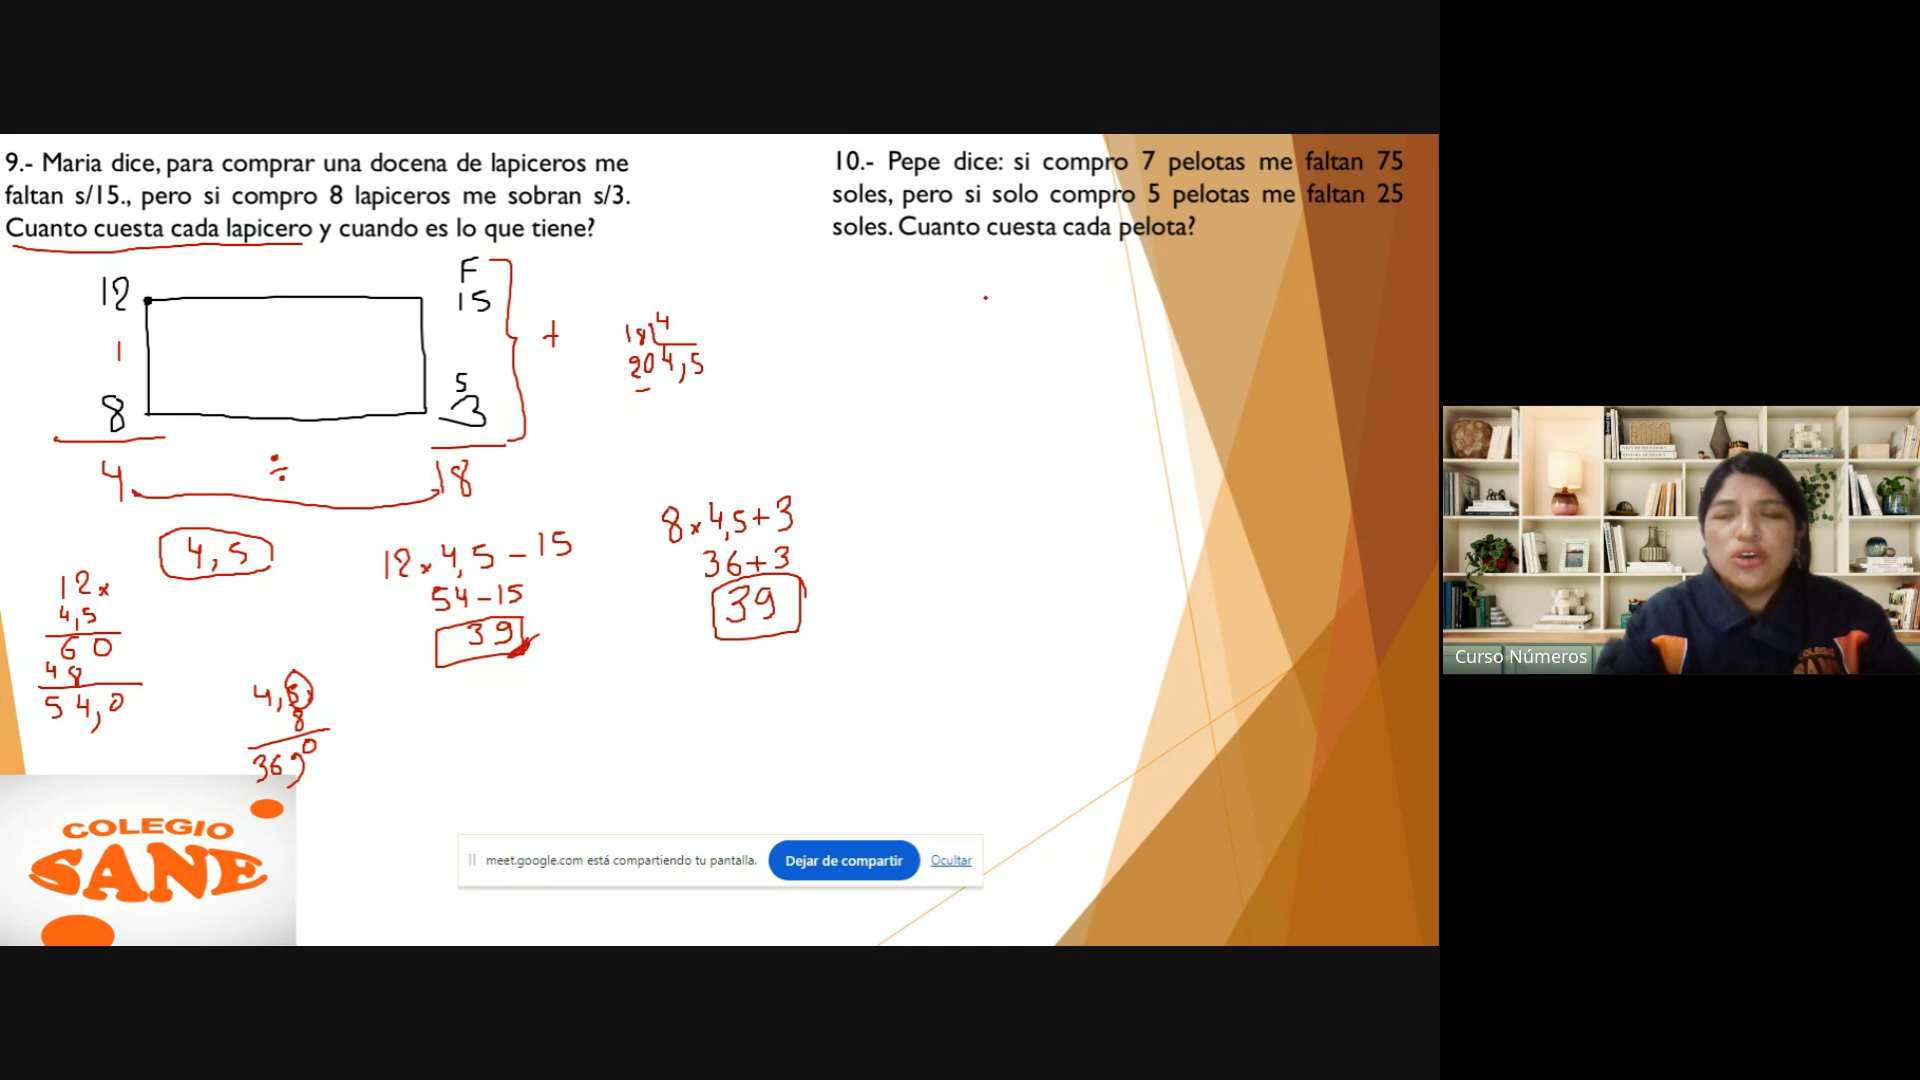 9.- Maria dice, para comprar una docena de lapiceros me
faltan s/15., pero si compro 8 lapiceros me sobran s/3.
Cuanto cuesta cada lapicero y cuando es lo que tiene?
12
1
8
4
÷
F
15
S
3
18
+
18 4
20 4,5
4,5
12 x
4,5
60
48
54,0
4,5x
8
36,0
12 x 4,5 - 15
54 - 15
39
8 x 4,5 + 3
36 + 3
39
10.- Pepe dice: si compro 7 pelotas me faltan 75
soles, pero si solo compro 5 pelotas me faltan 25
soles. Cuanto cuesta cada pelota?
COLEGIO
SANE
meet.google.com está compartiendo tu pantalla.
Dejar de compartir
Ocultar
COLEGIO
Curso Números